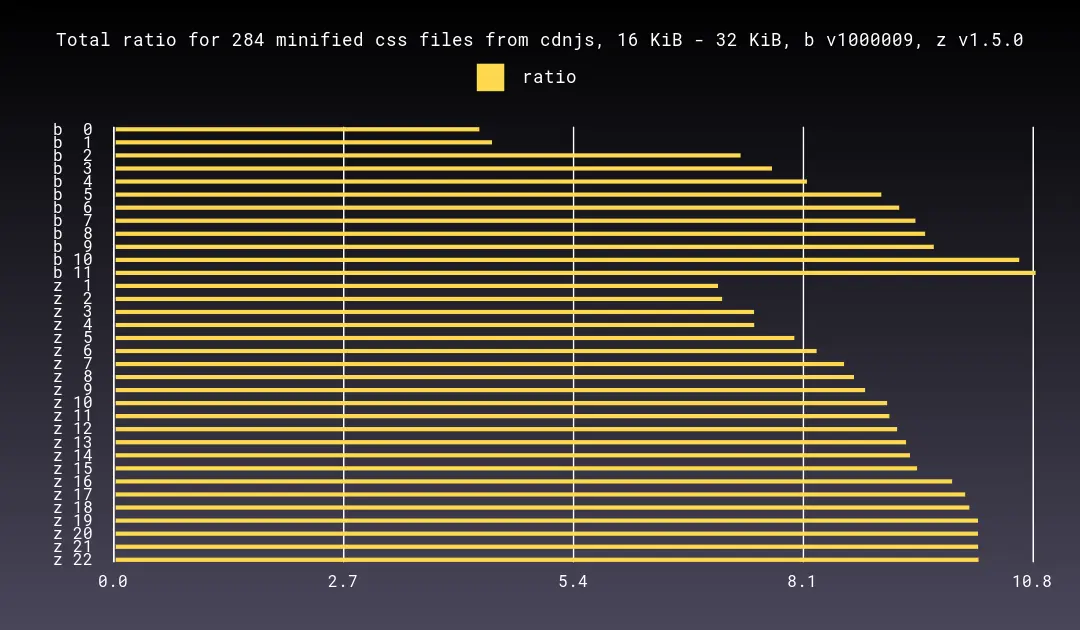 Total ratio for 284 minified css files from cdnjs, 16 KiB - 32 KiB, b v1000009, z v1.5.0
ratio
b 0
b 1
b 2
b 3
b 4
b 5
b 6
b 7
b 8
b 9
b 10
b 11
z 1
z 2
z 3
z 4
z 5
z 6
z 7
z 8
z 9
z 10
z 11
z 12
z 13
z 14
z 15
z 16
z 17
z 18
z 19
z 20
z 21
z 22
0.0 2.7 5.4 8.1 10.8